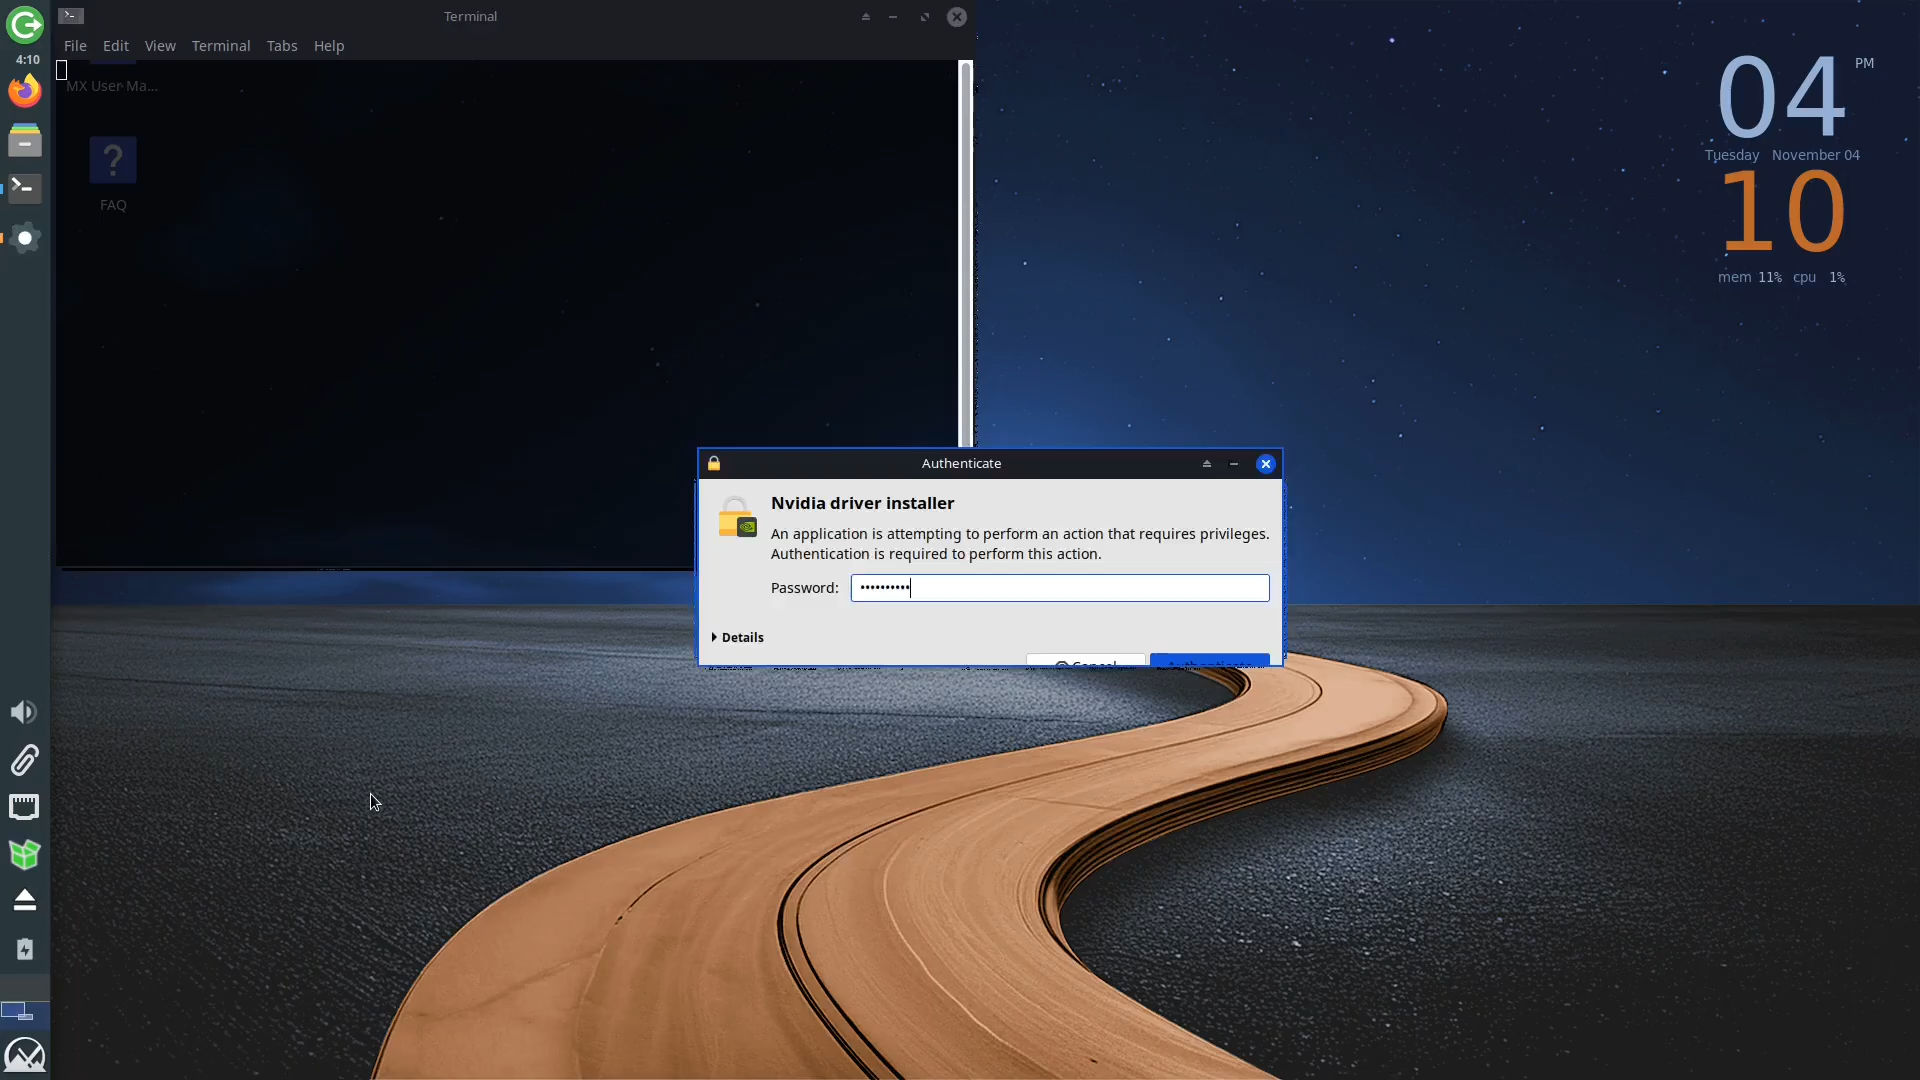 Terminal
File Edit View Terminal Tabs Help
4:10
MX User Ma...
?
FAQ
04 PM
Tuesday November 04
10
mem 11% cpu 1%
Authenticate
Nvidia driver installer
An application is attempting to perform an action that requires privileges.
Authentication is required to perform this action.
Password: ••••••••••
Details
Cancel Authenticate